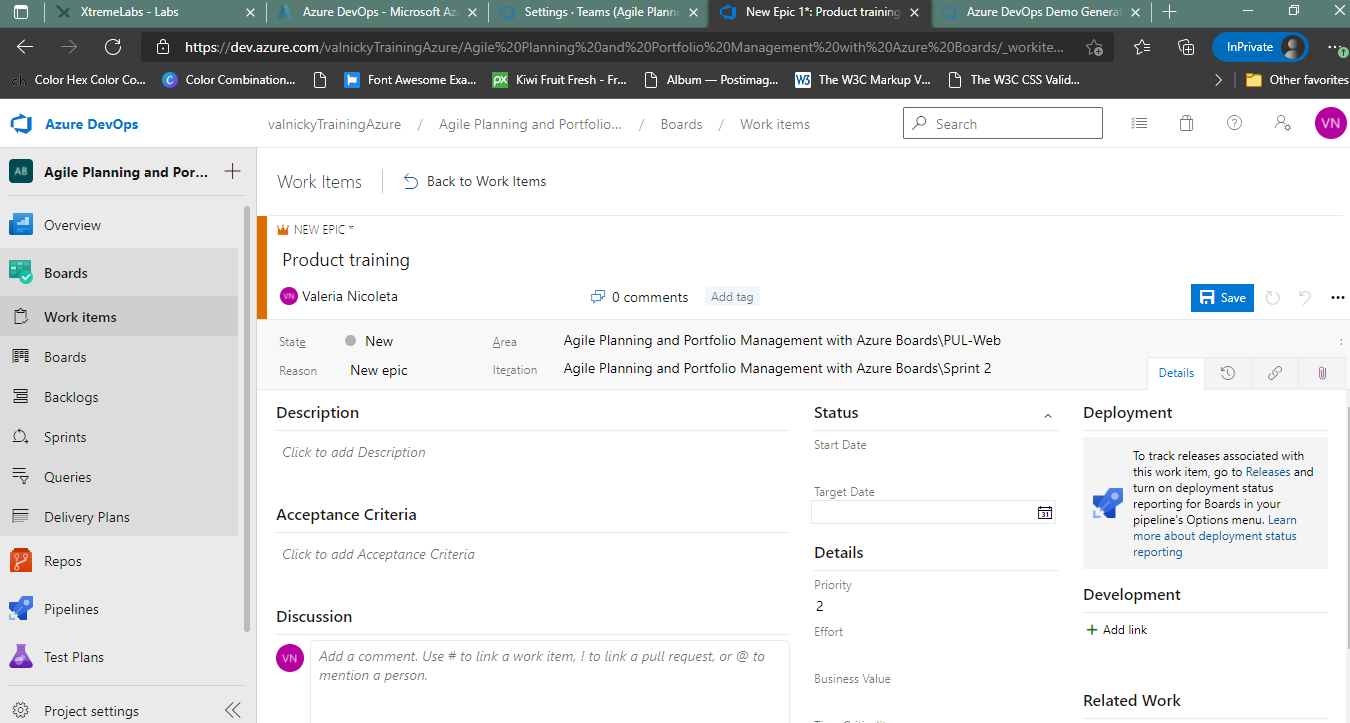 XtremeLabs - Labs
Azure DevOps - Microsoft Az
Settings · Teams (Agile Planni
New Epic 1*: Product training
Azure DevOps Demo Genera
https://dev.azure.com/valnickyTrainingAzure/Agile%20Planning%20and%20Portfolio%20Management%20with%20Azure%20Boards/_workite...
InPrivate
ch Color Hex Color Co...
C Color Combination...
Font Awesome Exa...
px Kiwi Fruit Fresh - Fr...
Album — Postimag...
W3 The W3C Markup V...
The W3C CSS Valid...
Other favorites
Azure DevOps
valnickyTrainingAzure / Agile Planning and Portfolio... / Boards / Work items
Search
VN
AB Agile Planning and Por...
Overview
Boards
Work items
Boards
Backlogs
Sprints
Queries
Delivery Plans
Repos
Pipelines
Test Plans
Project settings
Work Items
Back to Work Items
NEW EPIC *
Product training
VN Valeria Nicoleta
0 comments
Add tag
Save
State New
Area Agile Planning and Portfolio Management with Azure Boards\PUL-Web
Reason New epic
Iteration Agile Planning and Portfolio Management with Azure Boards\Sprint 2
Details
Description
Click to add Description
Acceptance Criteria
Click to add Acceptance Criteria
Discussion
VN
Add a comment. Use # to link a work item, ! to link a pull request, or @ to
mention a person.
Status
Start Date
Target Date
31
Details
Priority
2
Effort
Business Value
Deployment
To track releases associated with
this work item, go to Releases and
turn on deployment status
reporting for Boards in your
pipeline's Options menu. Learn
more about deployment status
reporting
Development
Add link
Related Work